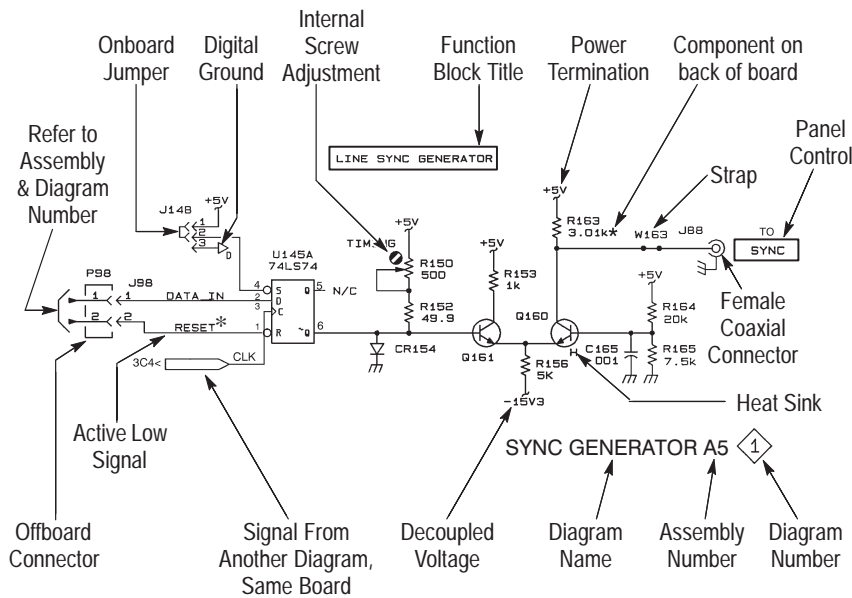 Internal
Screw
Adjustment
Onboard
Jumper
Digital
Ground
Function
Block Title
Power
Termination
Component on
back of board
Refer to
Assembly
& Diagram
Number
Panel
Control
LINE SYNC GENERATOR
Strap
+5V
J148
+5V
1
2
3
D
+5V
R163
3.01k*
W163
J88
TO
SYNC
U145A
74LS74
R150
500
+5V
R153
1k
+5V
P98
J98
4
S
Q
5
N/C
1
1
DATA_IN
2
D
3
C
R152
49.9
Q160
R164
20k
Female
Coaxial
Connector
2
2
RESET*
1
R
~Q
6
3C4<
CLK
CR154
Q161
R156
5K
C165
.001
R165
7.5k
-15V3
H
Heat Sink
Active Low
Signal
SYNC GENERATOR A5
1
Offboard
Connector
Signal From
Another Diagram,
Same Board
Decoupled
Voltage
Diagram
Name
Assembly
Number
Diagram
Number